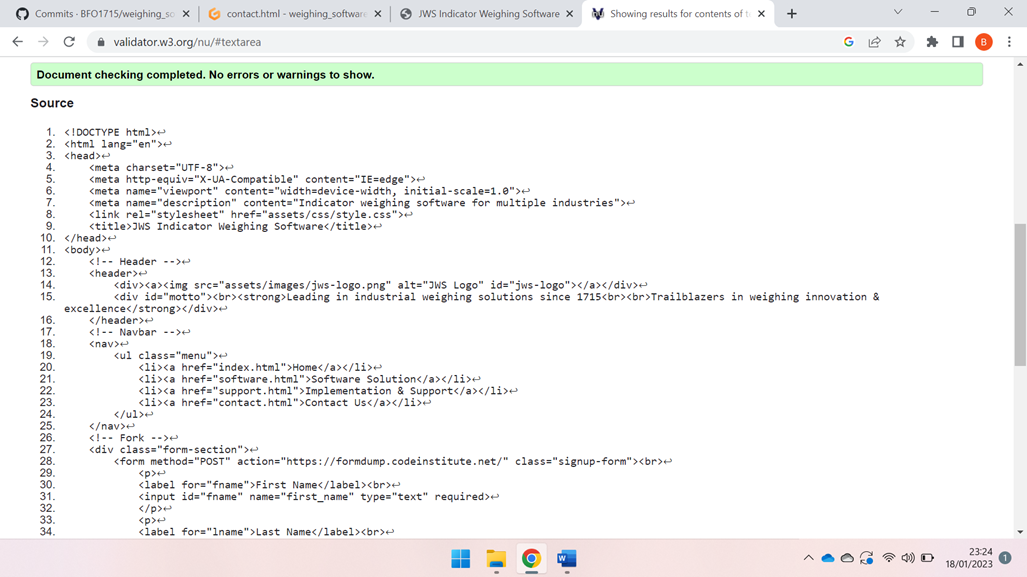 Commits · BFO1715/weighing_so
contact.html - weighing_software
JWS Indicator Weighing Software
Showing results for contents of t
validator.w3.org/nu/#textarea
B
Document checking completed. No errors or warnings to show.
Source
1. <!DOCTYPE html>↩
2. <html lang="en">↩
3. <head>↩
4. <meta charset="UTF-8">↩
5. <meta http-equiv="X-UA-Compatible" content="IE=edge">↩
6. <meta name="viewport" content="width=device-width, initial-scale=1.0">↩
7. <meta name="description" content="Indicator weighing software for multiple industries">↩
8. <link rel="stylesheet" href="assets/css/style.css">↩
9. <title>JWS Indicator Weighing Software</title>↩
10. </head>↩
11. <body>↩
12. <!-- Header -->↩
13. <header>↩
14. <div><a><img src="assets/images/jws-logo.png" alt="JWS Logo" id="jws-logo"></a></div>↩
15. <div id="motto"><br><strong>Leading in industrial weighing solutions since 1715<br><br>Trailblazers in weighing innovation &
excellence</strong></div>↩
16. </header>↩
17. <!-- Navbar -->↩
18. <nav>↩
19. <ul class="menu">↩
20. <li><a href="index.html">Home</a></li>↩
21. <li><a href="software.html">Software Solution</a></li>↩
22. <li><a href="support.html">Implementation & Support</a></li>↩
23. <li><a href="contact.html">Contact Us</a></li>↩
24. </ul>↩
25. </nav>↩
26. <!-- Fork -->↩
27. <div class="form-section">↩
28. <form method="POST" action="https://formdump.codeinstitute.net/" class="signup-form"><br>↩
29. <p>↩
30. <label for="fname">First Name</label><br>↩
31. <input id="fname" name="first_name" type="text" required>↩
32. </p>↩
33. <p>↩
34. <label for="lname">Last Name</label><br>↩
23:24
18/01/2023
1